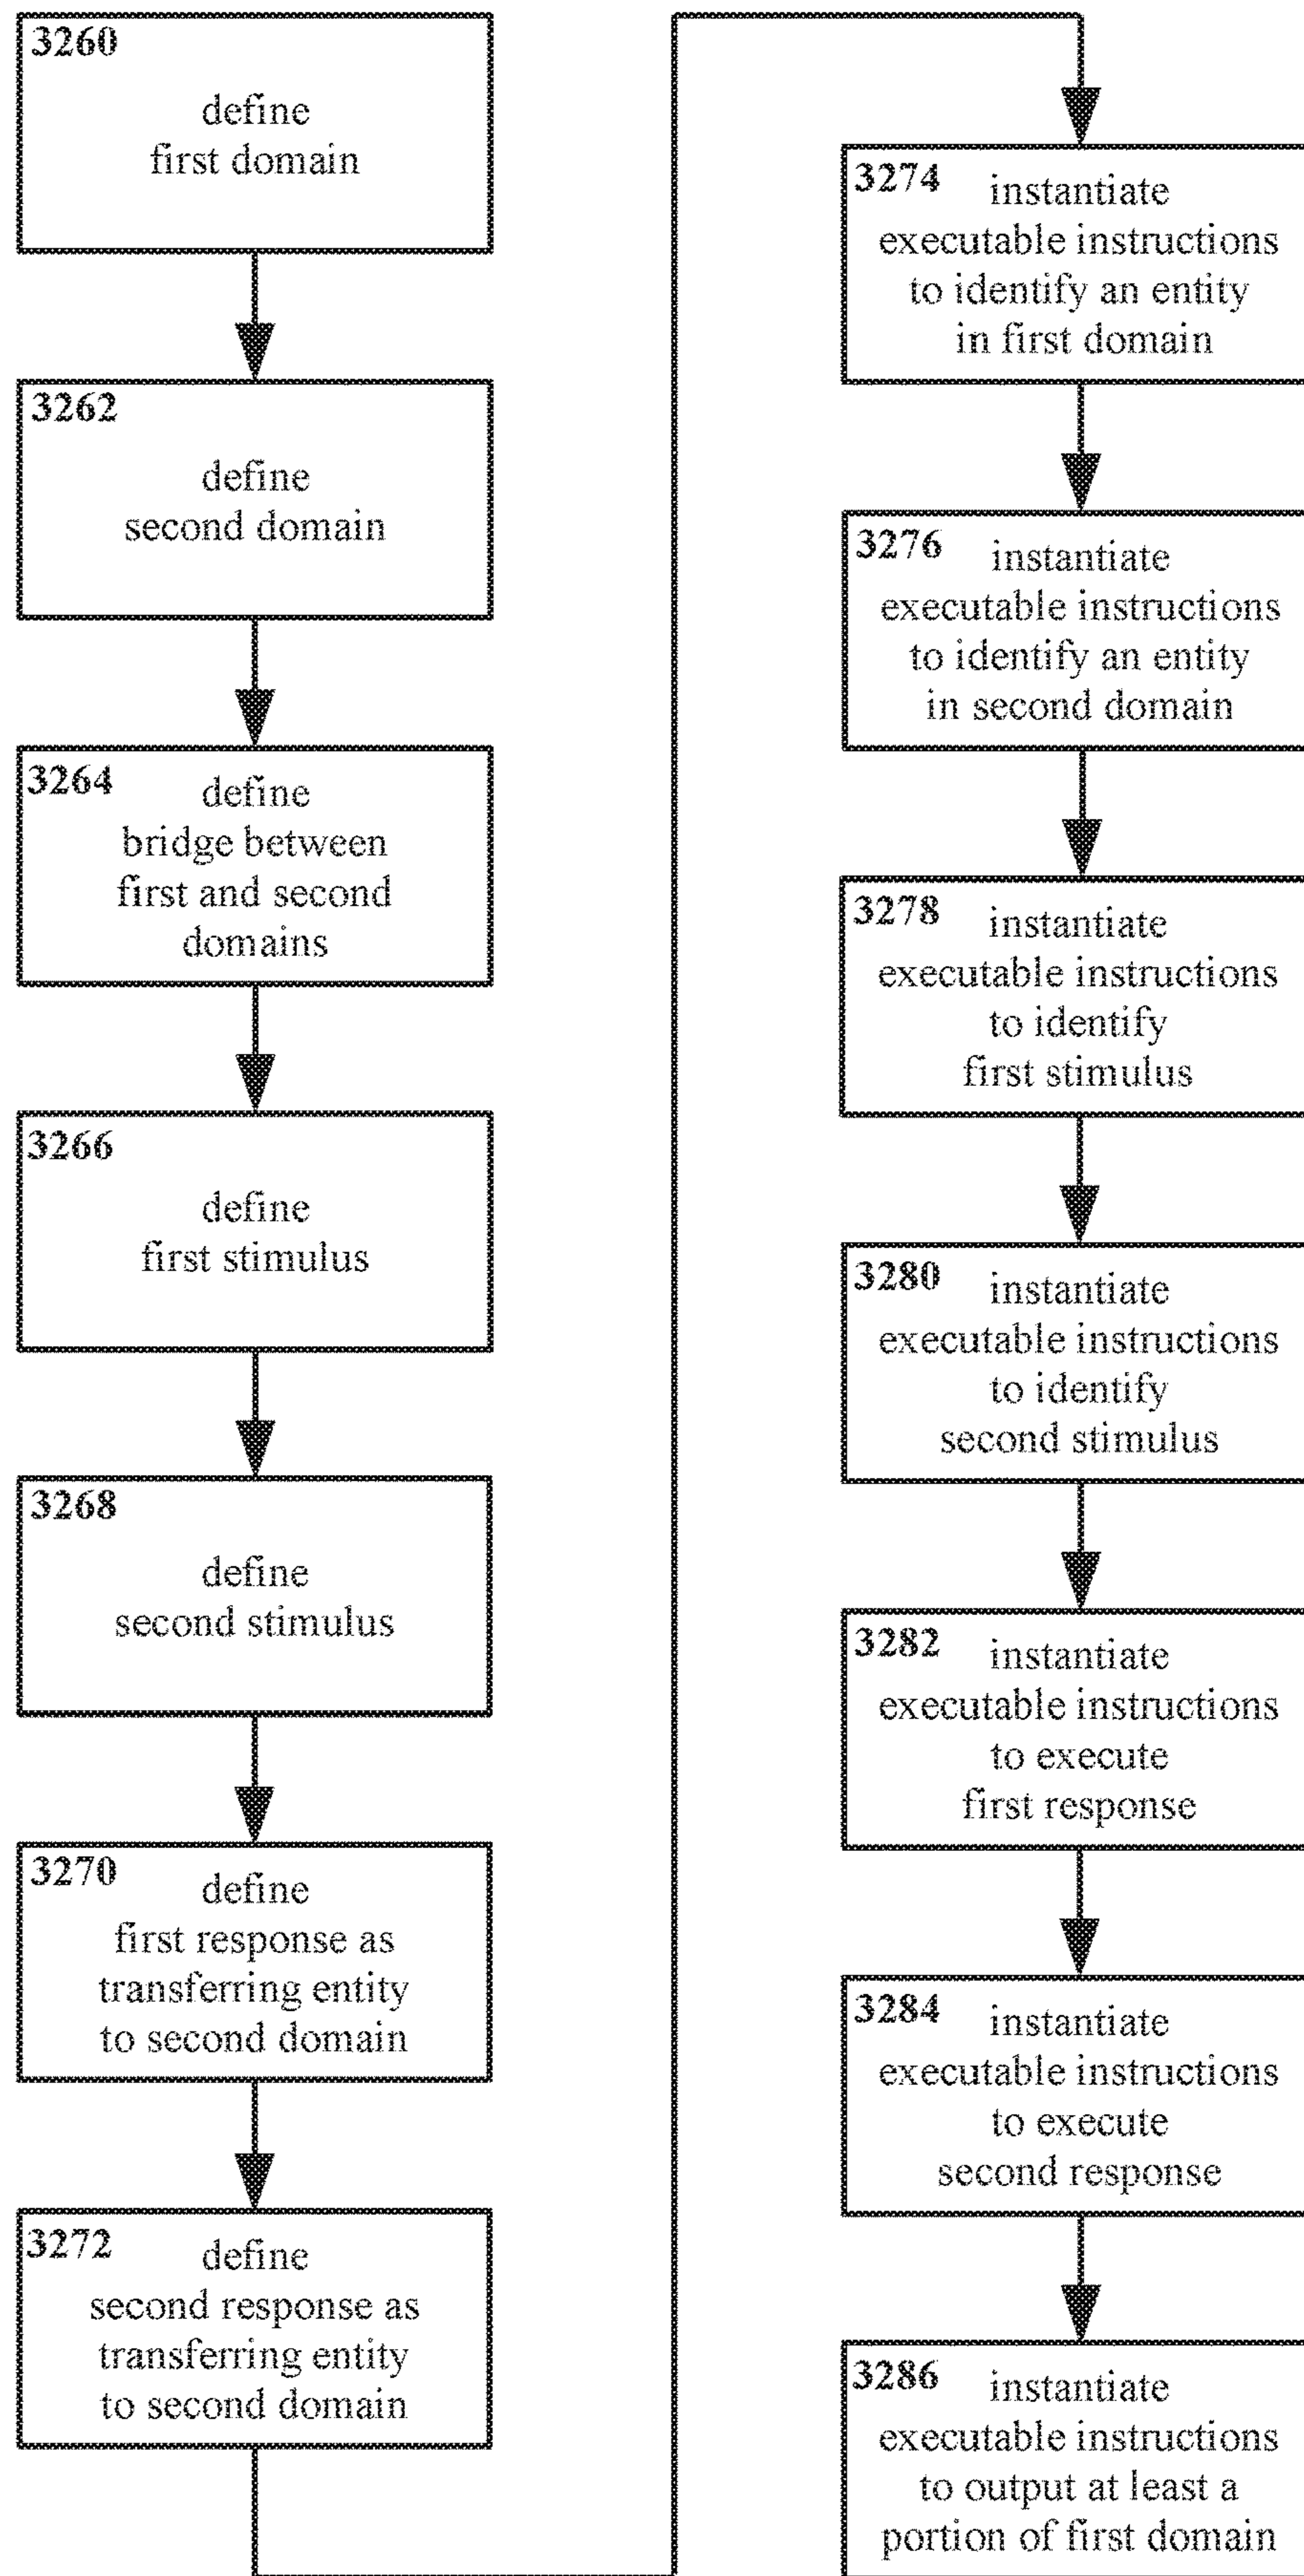 3260
define
first domain
3262
define
second domain
3264
define
bridge between
first and second
domains
3266
define
first stimulus
3268
define
second stimulus
3270
define
first response as
transferring entity
to second domain
3272
define
second response as
transferring entity
to second domain
3274
instantiate
executable instructions
to identify an entity
in first domain
3276
instantiate
executable instructions
to identify an entity
in second domain
3278
instantiate
executable instructions
to identify
first stimulus
3280
instantiate
executable instructions
to identify
second stimulus
3282
instantiate
executable instructions
to execute
first response
3284
instantiate
executable instructions
to execute
second response
3286
instantiate
executable instructions
to output at least a
portion of first domain